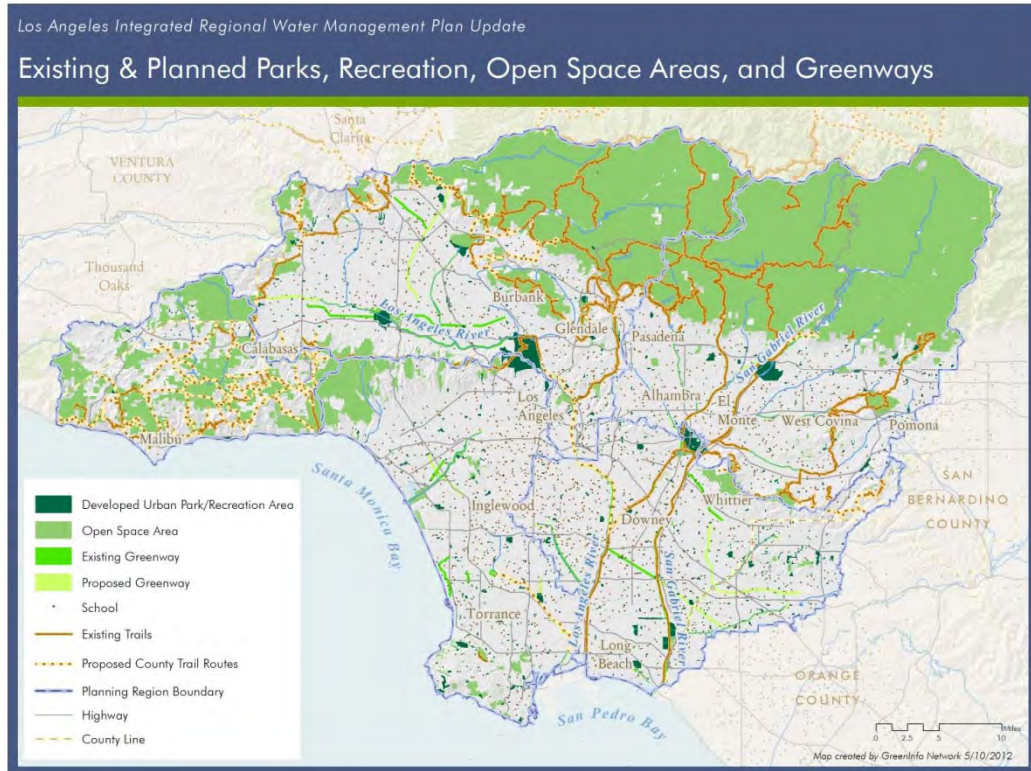 Los Angeles Integrated Regional Water Management Plan Update
Existing & Planned Parks, Recreation, Open Space Areas, and Greenways
Santa
Clarita
VENTURA
COUNTY
Thousand
Oaks
Burbank
Los Angeles River
Glendale
Pasadena
San Gabriel River
Calabasas
Los
Angeles
Alhambra
El
Monte
West Covina
Pomona
Malibu
Santa Monica Bay
SAN
BERNARDINO
COUNTY
Whittier
Inglewood
Downey
Los Angeles River
San Gabriel River
Torrance
Long
Beach
ORANGE
COUNTY
San Pedro Bay
Developed Urban Park/Recreation Area
Open Space Area
Existing Greenway
Proposed Greenway
School
Existing Trails
Proposed County Trail Routes
Planning Region Boundary
Highway
County Line
Miles
0 2.5 5 10
Map created by GreenInfo Network 5/10/2012